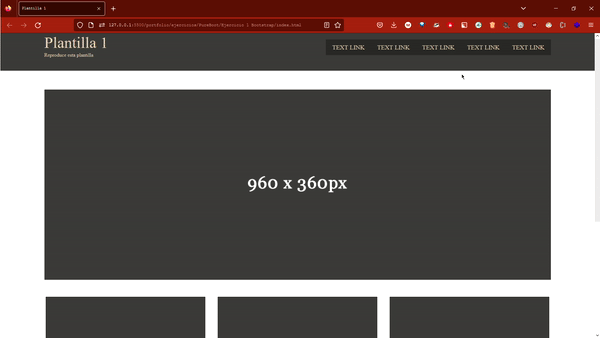 Plantilla 1
127.0.0.1:5500/portfolio/ejercicios/PureBoot/Ejercicio 1 Bootstrap/index.html
Plantilla 1
TEXT LINK TEXT LINK TEXT LINK TEXT LINK TEXT LINK
Reproduce esta plantilla
960 x 360px